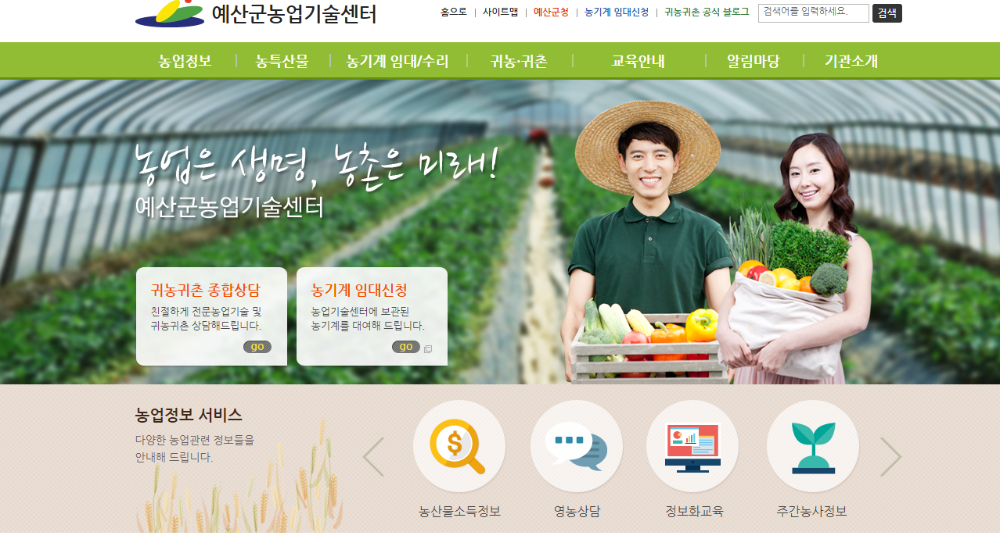 예산군농업기술센터
홈으로 | 사이트맵 | 예산군청 | 농기계 임대신청 | 귀농귀촌 공식 블로그
검색어를 입력하세요.
검색
농업정보 | 농특산물 | 농기계 임대/수리 | 귀농·귀촌 | 교육안내 | 알림마당 | 기관소개
농업은 생명, 농촌은 미래!
예산군농업기술센터
귀농귀촌 종합상담
친절하게 전문농업기술 및
귀농귀촌 상담해드립니다.
go
농기계 임대신청
농업기술센터에 보관된
농기계를 대여해 드립니다.
go
농업정보 서비스
다양한 농업관련 정보들을
안내해 드립니다.
농산물소득정보
영농상담
정보화교육
주간농사정보